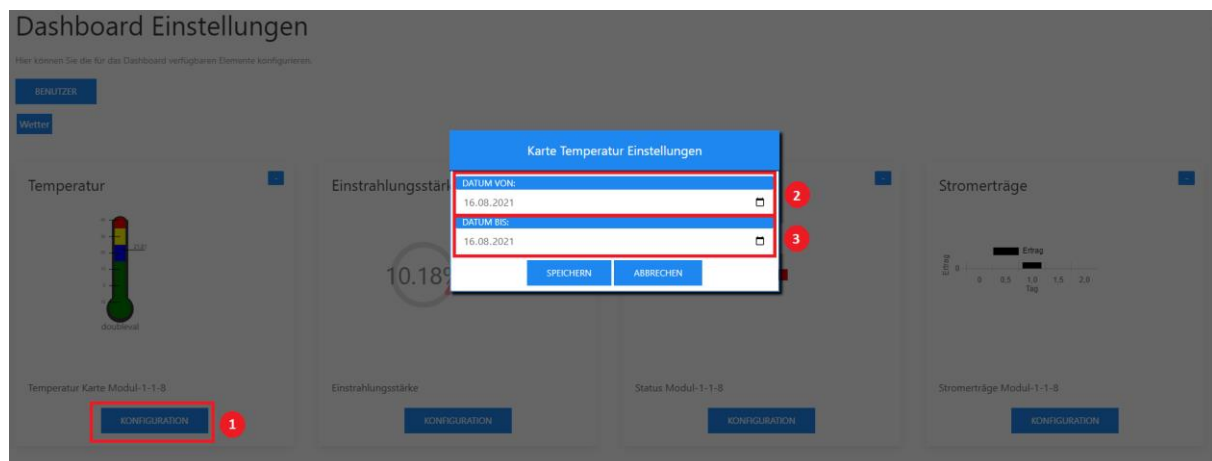 Dashboard Einstellungen
Hier können Sie die für das Dashboard verfügbaren Elemente konfigurieren.
BENUTZER
Wetter
Karte Temperatur Einstellungen
DATUM VON:
16.08.2021
2
DATUM BIS:
16.08.2021
3
SPEICHERN
ABBRECHEN
Temperatur
doubleval
Temperatur Karte Modul-1-1-8
KONFIGURATION
1
10.18%
Einstrahlungsstärke
KONFIGURATION
Status Modul-1-1-8
KONFIGURATION
Stromerträge
Ertrag
Ertrag
0
0 0,5 1,0 1,5 2,0
Tag
Stromerträge Modul-1-1-8
KONFIGURATION